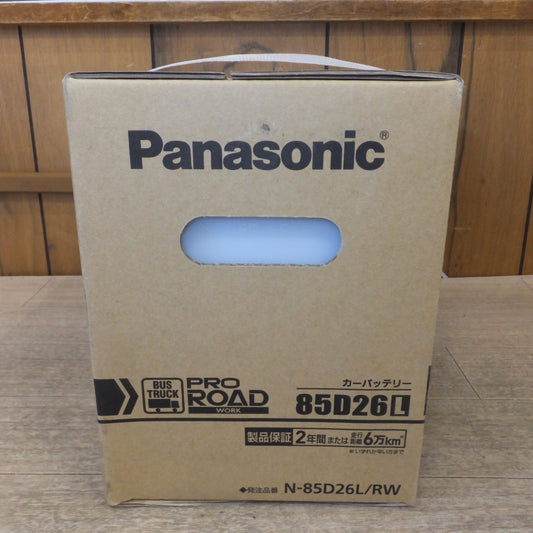 Panasonic®
BUS
TRUCK
PRO
ROAD
WORK
カーバッテリー
85D26L
製品保証 2年間または 走行距離 6万km※
※いずれか早い方まで
◆発注品番 N-85D26L/RW